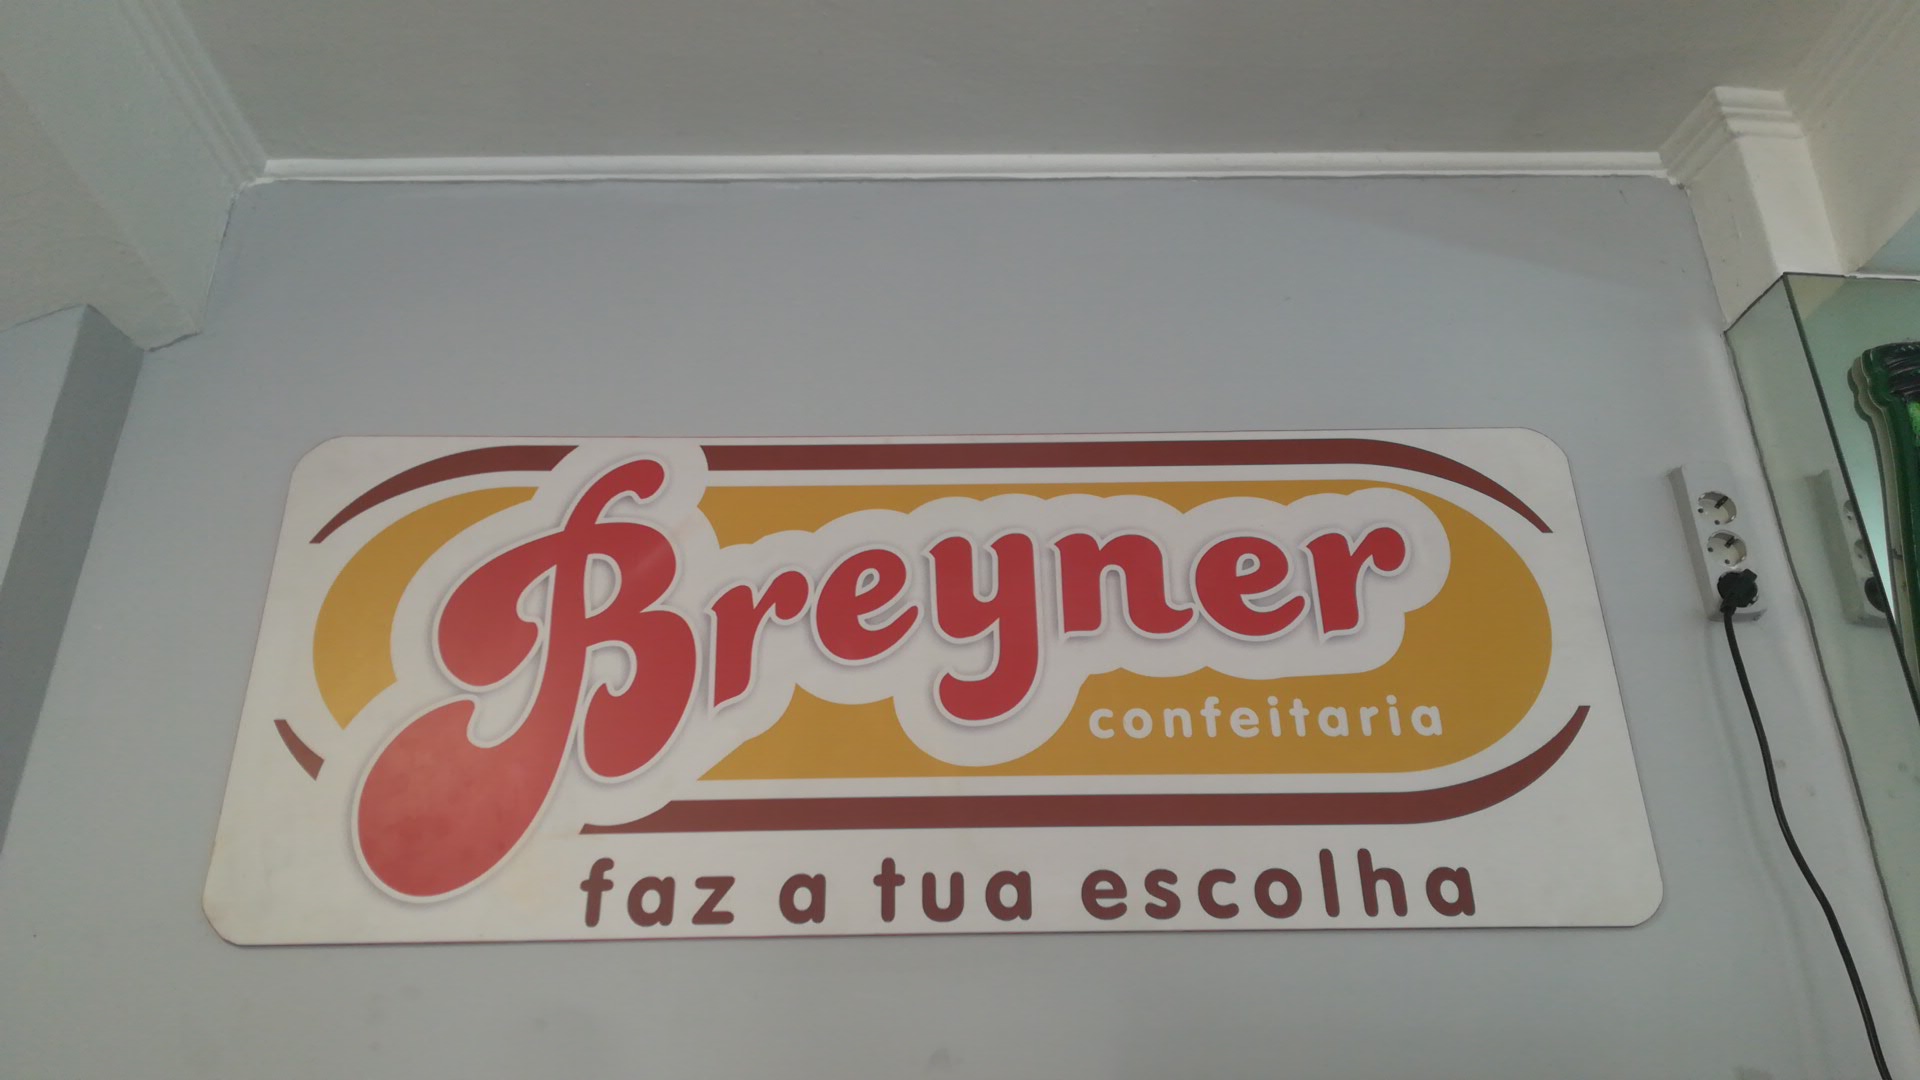 Breyner
confeitaria
faz a tua escolha